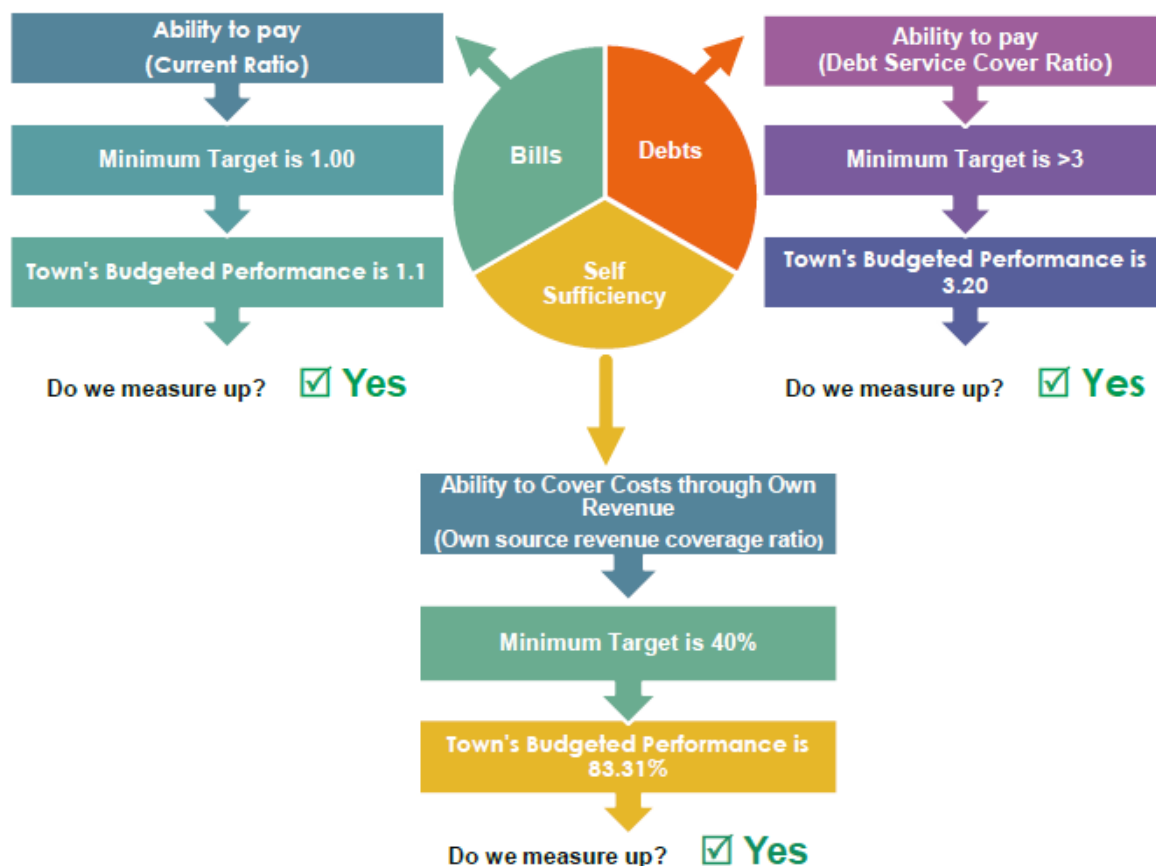 Ability to pay
(Current Ratio)
Minimum Target is 1.00
Town's Budgeted Performance is 1.1
Do we measure up? ☑ Yes
Bills
Debts
Self
Sufficiency
Ability to pay
(Debt Service Cover Ratio)
Minimum Target is >3
Town's Budgeted Performance is
3.20
Do we measure up? ☑ Yes
Ability to Cover Costs through Own
Revenue
(Own source revenue coverage ratio)
Minimum Target is 40%
Town's Budgeted Performance is
83.31%
Do we measure up? ☑ Yes